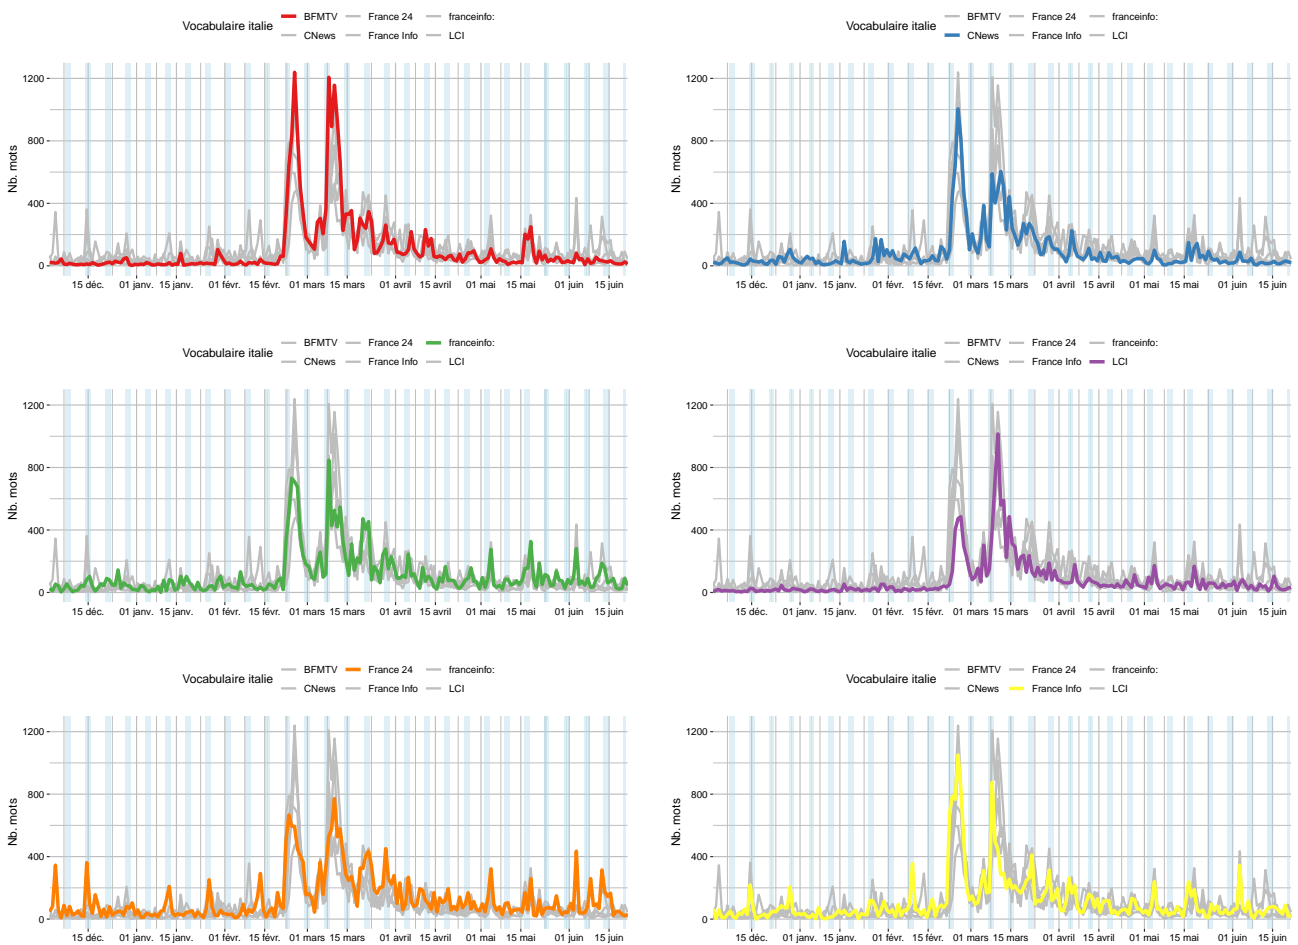 Vocabulaire italie BFMTV France 24 franceinfo:
CNews France Info LCI
Nb. mots
1200
800
400
0
15 déc. 01 janv. 15 janv. 01 févr. 15 févr. 01 mars 15 mars 01 avril 15 avril 01 mai 15 mai 01 juin 15 juin
Vocabulaire italie BFMTV France 24 franceinfo:
CNews France Info LCI
Nb. mots
1200
800
400
0
15 déc. 01 janv. 15 janv. 01 févr. 15 févr. 01 mars 15 mars 01 avril 15 avril 01 mai 15 mai 01 juin 15 juin
Vocabulaire italie BFMTV France 24 franceinfo:
CNews France Info LCI
Nb. mots
1200
800
400
0
15 déc. 01 janv. 15 janv. 01 févr. 15 févr. 01 mars 15 mars 01 avril 15 avril 01 mai 15 mai 01 juin 15 juin
Vocabulaire italie BFMTV France 24 franceinfo:
CNews France Info LCI
Nb. mots
1200
800
400
0
15 déc. 01 janv. 15 janv. 01 févr. 15 févr. 01 mars 15 mars 01 avril 15 avril 01 mai 15 mai 01 juin 15 juin
Vocabulaire italie BFMTV France 24 franceinfo:
CNews France Info LCI
Nb. mots
1200
800
400
0
15 déc. 01 janv. 15 janv. 01 févr. 15 févr. 01 mars 15 mars 01 avril 15 avril 01 mai 15 mai 01 juin 15 juin
Vocabulaire italie BFMTV France 24 franceinfo:
CNews France Info LCI
Nb. mots
1200
800
400
0
15 déc. 01 janv. 15 janv. 01 févr. 15 févr. 01 mars 15 mars 01 avril 15 avril 01 mai 15 mai 01 juin 15 juin